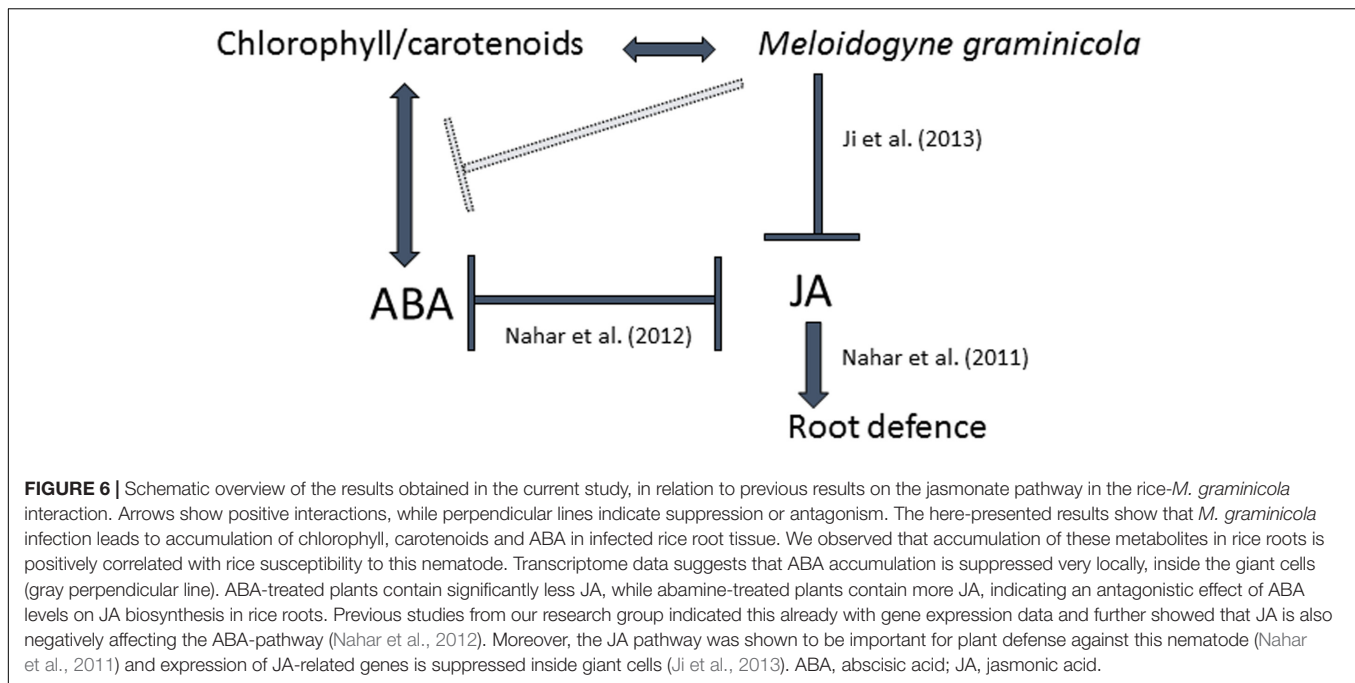 Chlorophyll/carotenoids Meloidogyne graminicola
Ji et al. (2013)
ABA JA
Nahar et al. (2012)
Nahar et al. (2011)
Root defence
FIGURE 6 | Schematic overview of the results obtained in the current study, in relation to previous results on the jasmonate pathway in the rice-M. graminicola
interaction. Arrows show positive interactions, while perpendicular lines indicate suppression or antagonism. The here-presented results show that M. graminicola
infection leads to accumulation of chlorophyll, carotenoids and ABA in infected rice root tissue. We observed that accumulation of these metabolites in rice roots is
positively correlated with rice susceptibility to this nematode. Transcriptome data suggests that ABA accumulation is suppressed very locally, inside the giant cells
(gray perpendicular line). ABA-treated plants contain significantly less JA, while abamine-treated plants contain more JA, indicating an antagonistic effect of ABA
levels on JA biosynthesis in rice roots. Previous studies from our research group indicated this already with gene expression data and further showed that JA is also
negatively affecting the ABA-pathway (Nahar et al., 2012). Moreover, the JA pathway was shown to be important for plant defense against this nematode (Nahar
et al., 2011) and expression of JA-related genes is suppressed inside giant cells (Ji et al., 2013). ABA, abscisic acid; JA, jasmonic acid.